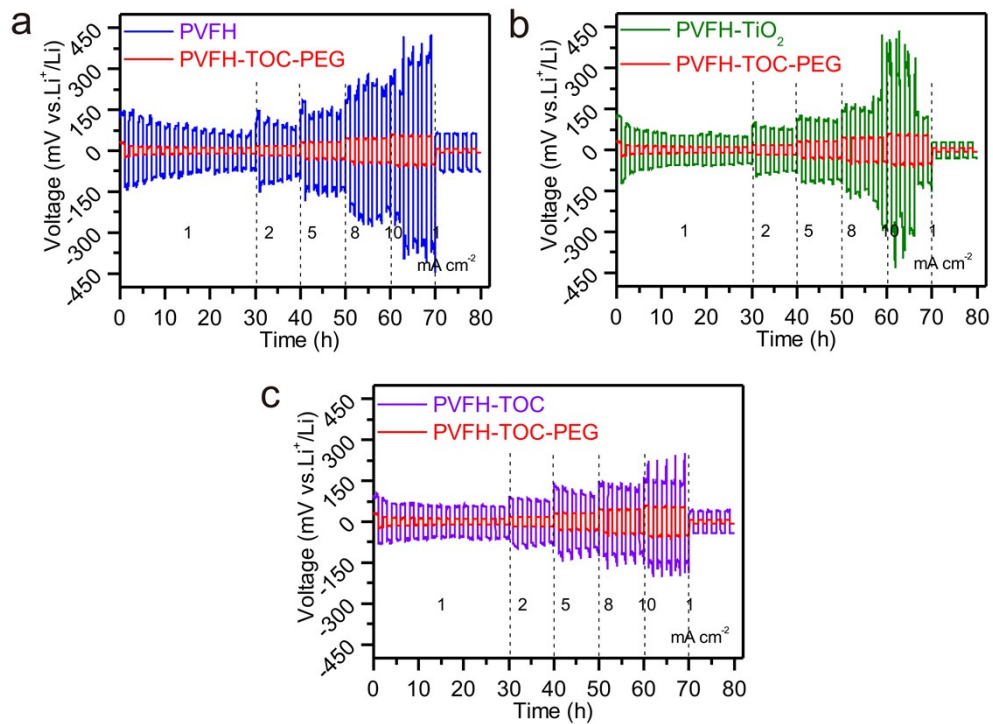 a
PVFH
PVFH-TOC-PEG
Voltage (mV vs.Li⁺/Li)
450
300
150
0
-150
-300
-450
1
2
5
8
10
1
mA cm⁻²
0 10 20 30 40 50 60 70 80
Time (h)
b
PVFH-TiO₂
PVFH-TOC-PEG
Voltage (mV vs.Li⁺/Li)
450
300
150
0
-150
-300
-450
1
2
5
8
10
1
mA cm⁻²
0 10 20 30 40 50 60 70 80
Time (h)
c
PVFH-TOC
PVFH-TOC-PEG
Voltage (mV vs.Li⁺/Li)
450
300
150
0
-150
-300
-450
1
2
5
8
10
1
mA cm⁻²
0 10 20 30 40 50 60 70 80
Time (h)